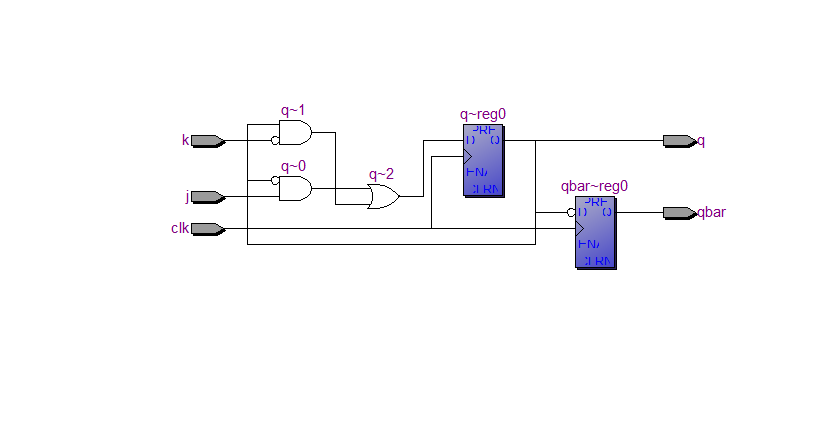 q~1
q~reg0
PRE
k
D Q
q
q~0
q~2
ENA
qbar~reg0
j
CLRN
PRE
clk
D Q
qbar
ENA
CLRN